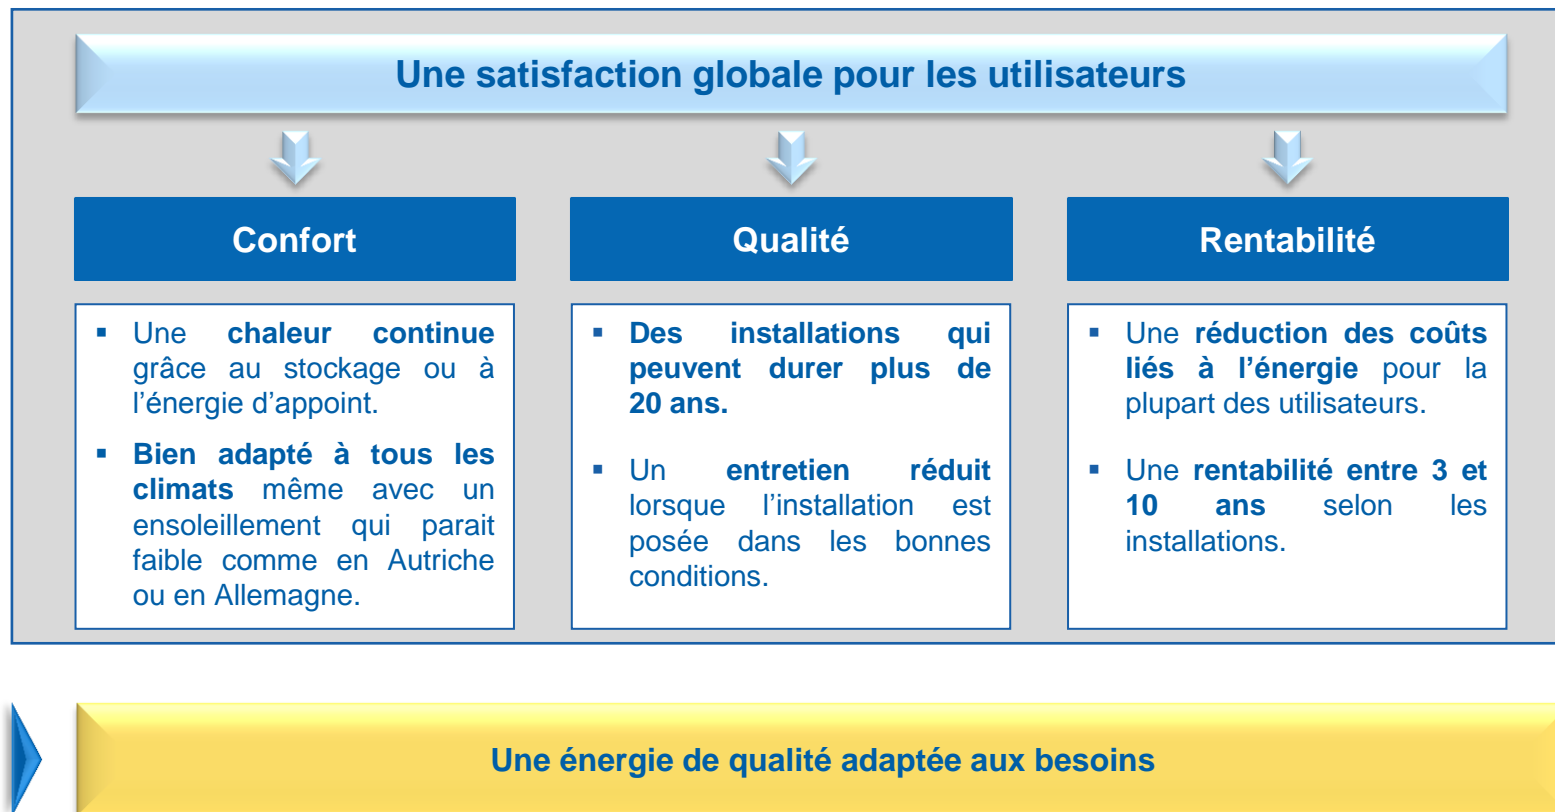 Une satisfaction globale pour les utilisateurs
Confort
▪ Une chaleur continue
grâce au stockage ou à
l’énergie d’appoint.
▪ Bien adapté à tous les
climats même avec un
ensoleillement qui parait
faible comme en Autriche
ou en Allemagne.
Qualité
▪ Des installations qui
peuvent durer plus de
20 ans.
▪ Un entretien réduit
lorsque l’installation est
posée dans les bonnes
conditions.
Rentabilité
▪ Une réduction des coûts
liés à l’énergie pour la
plupart des utilisateurs.
▪ Une rentabilité entre 3 et
10 ans selon les
installations.
Une énergie de qualité adaptée aux besoins